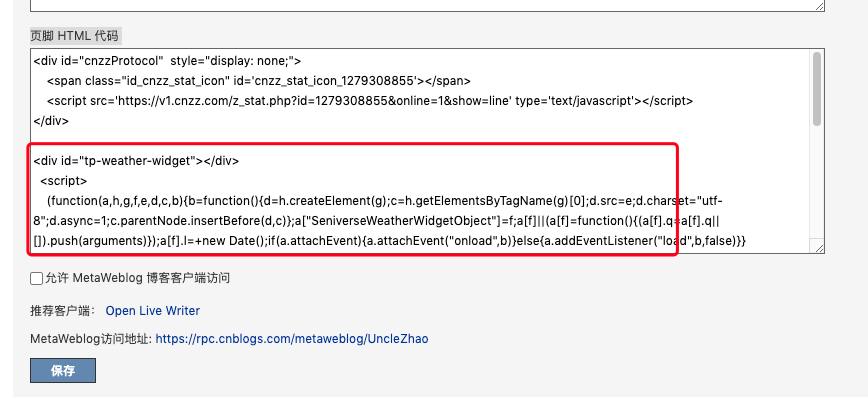 页脚 HTML 代码
<div id="cnzzProtocol"  style="display: none;">
    <span class="id_cnzz_stat_icon" id='cnzz_stat_icon_1279308855'></span>
    <script src='https://v1.cnzz.com/z_stat.php?id=1279308855&online=1&show=line' type='text/javascript'></script>
</div>
<div id="tp-weather-widget"></div>
  <script>
    (function(a,h,g,f,e,d,c,b){b=function(){d=h.createElement(g);c=h.getElementsByTagName(g)[0];d.src=e;d.charset="utf-
8";d.async=1;c.parentNode.insertBefore(d,c)};a["SeniverseWeatherWidgetObject"]=f;a[f]||(a[f]=function(){(a[f].q=a[f].q||
[]).push(arguments)});a[f].l=+new Date();if(a.attachEvent){a.attachEvent("onload",b)}else{a.addEventListener("load",b,false)}}
允许 MetaWeblog 博客客户端访问
推荐客户端： Open Live Writer
MetaWeblog访问地址: https://rpc.cnblogs.com/metaweblog/UncleZhao
保存